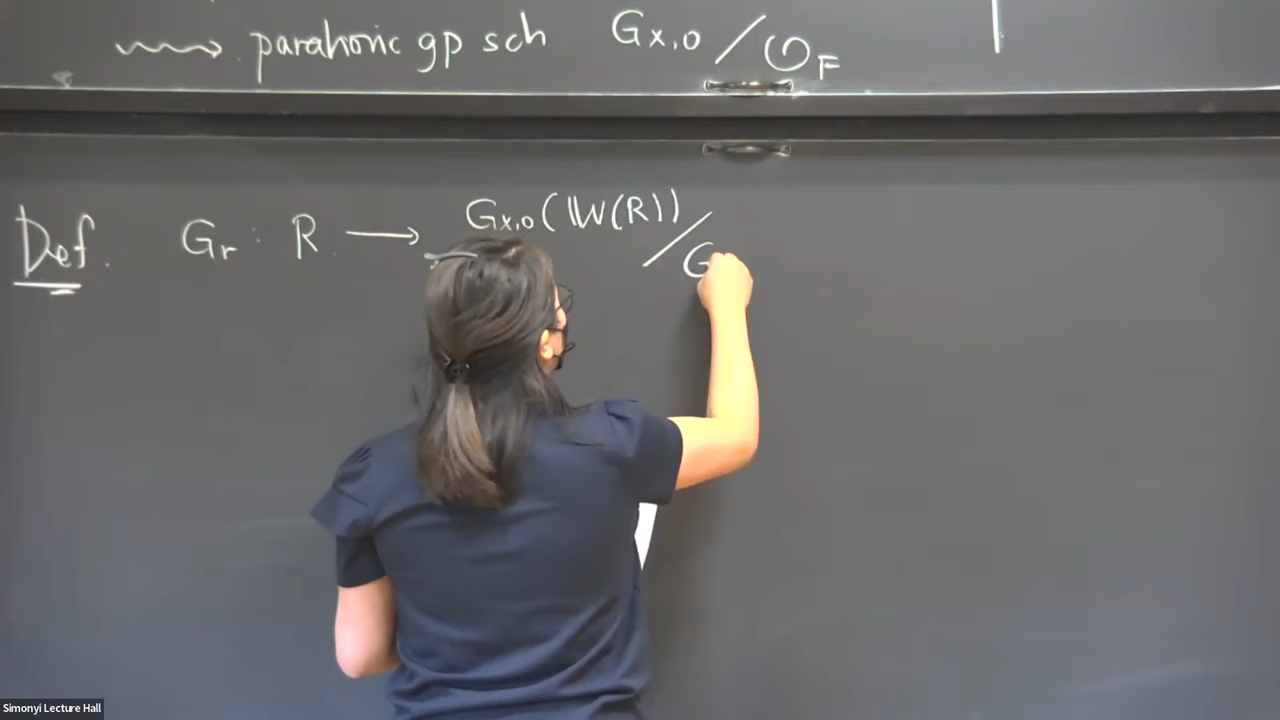 ⟿ parahoric gp sch G_{x,0} / 𝒪_F
Def. G_r : R ⟶ G_{x,0}(𝕎(R)) / G
Simonyi Lecture Hall